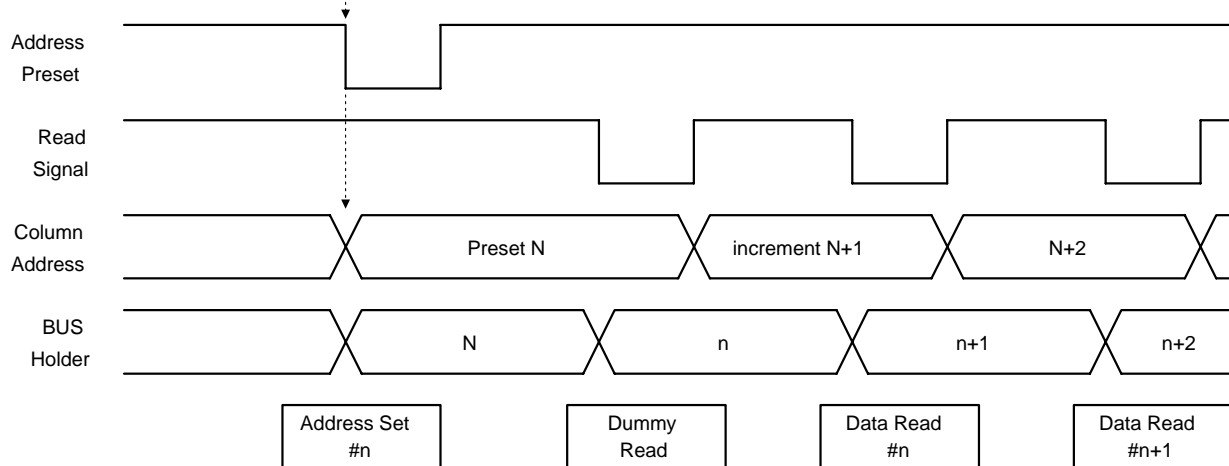 Address
Preset
Read
Signal
Column
Address
Preset N
increment N+1
N+2
BUS
Holder
N
n
n+1
n+2
Address Set
#n
Dummy
Read
Data Read
#n
Data Read
#n+1